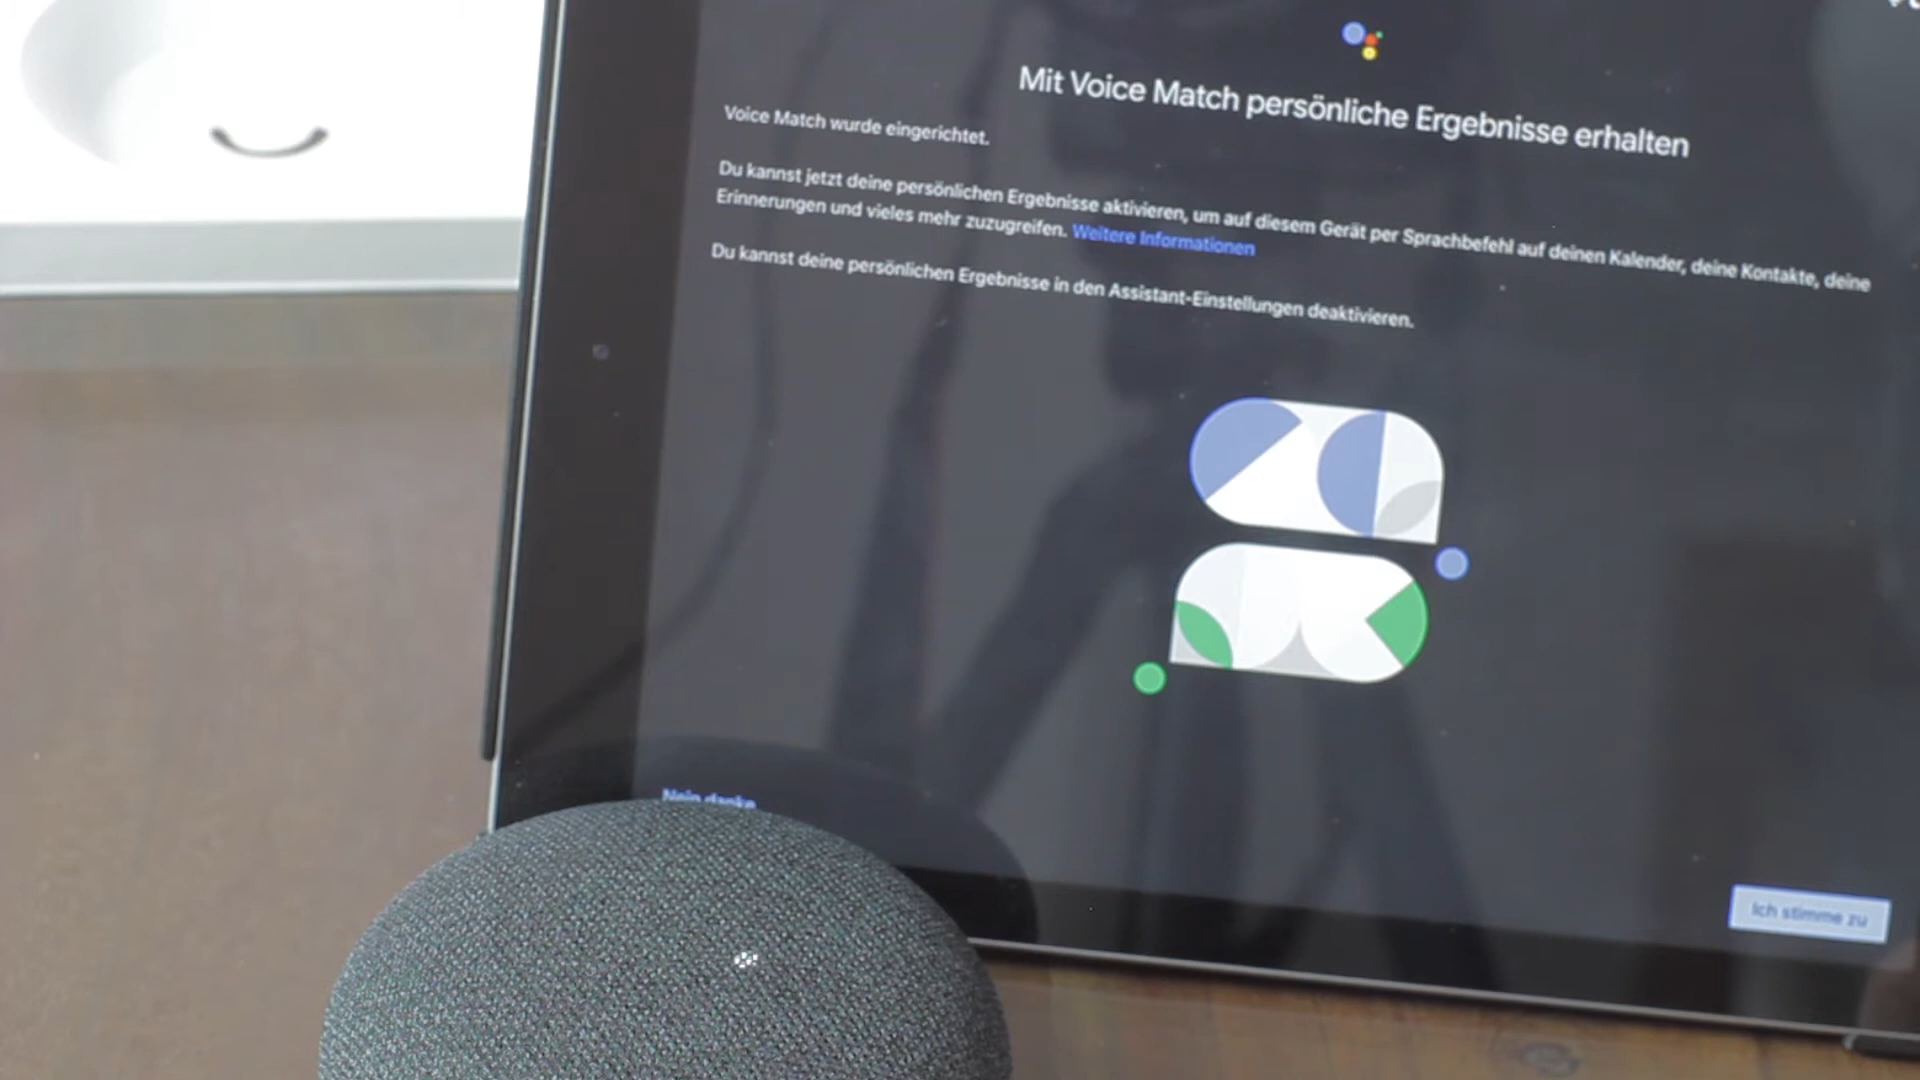 Mit Voice Match persönliche Ergebnisse erhalten
Voice Match wurde eingerichtet.
Du kannst jetzt deine persönlichen Ergebnisse aktivieren, um auf diesem Gerät per Sprachbefehl auf deinen Kalender, deine Kontakte, deine
Erinnerungen und vieles mehr zuzugreifen. Weitere Informationen
Du kannst deine persönlichen Ergebnisse in den Assistant-Einstellungen deaktivieren.
Nein danke
Ich stimme zu